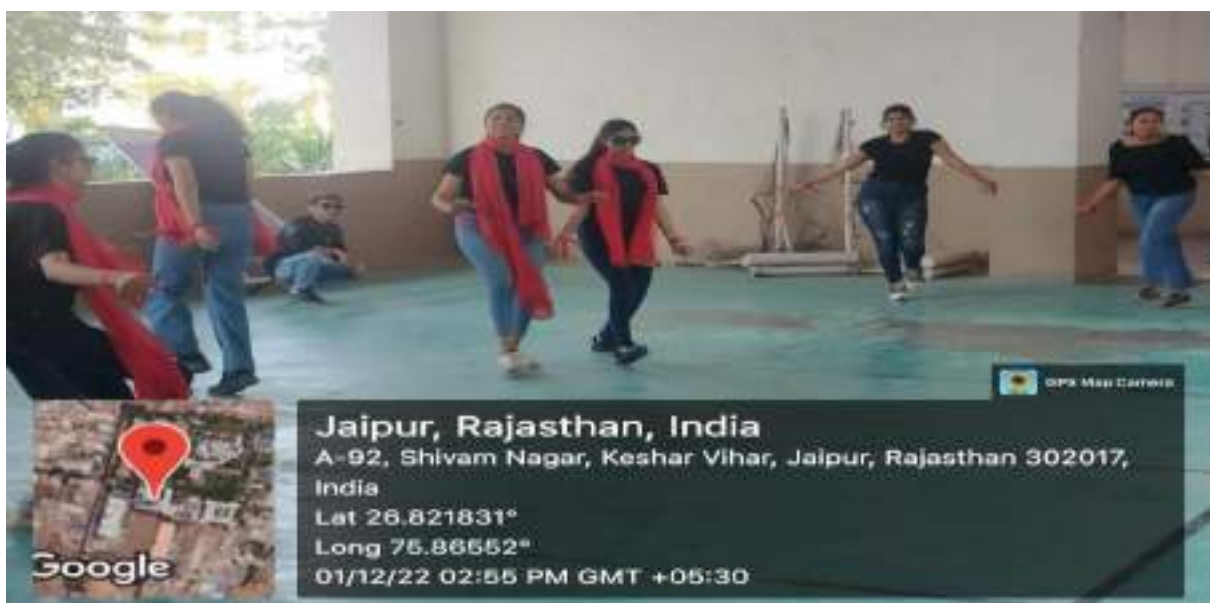 GPS Map Camera
Jaipur, Rajasthan, India
A-92, Shivam Nagar, Keshar Vihar, Jaipur, Rajasthan 302017,
India
Lat 26.821831°
Long 75.86552°
01/12/22 02:55 PM GMT +05:30
Google